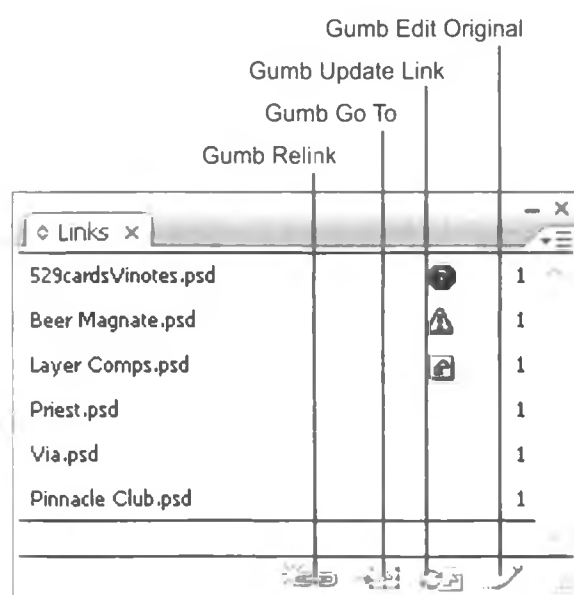 Gumb Edit Original
Gumb Update Link
Gumb Go To
Gumb Relink
Links
529cardsVinotes.psd 1
Beer Magnate.psd 1
Layer Comps.psd 1
Priest.psd 1
Via.psd 1
Pinnacle Club.psd 1